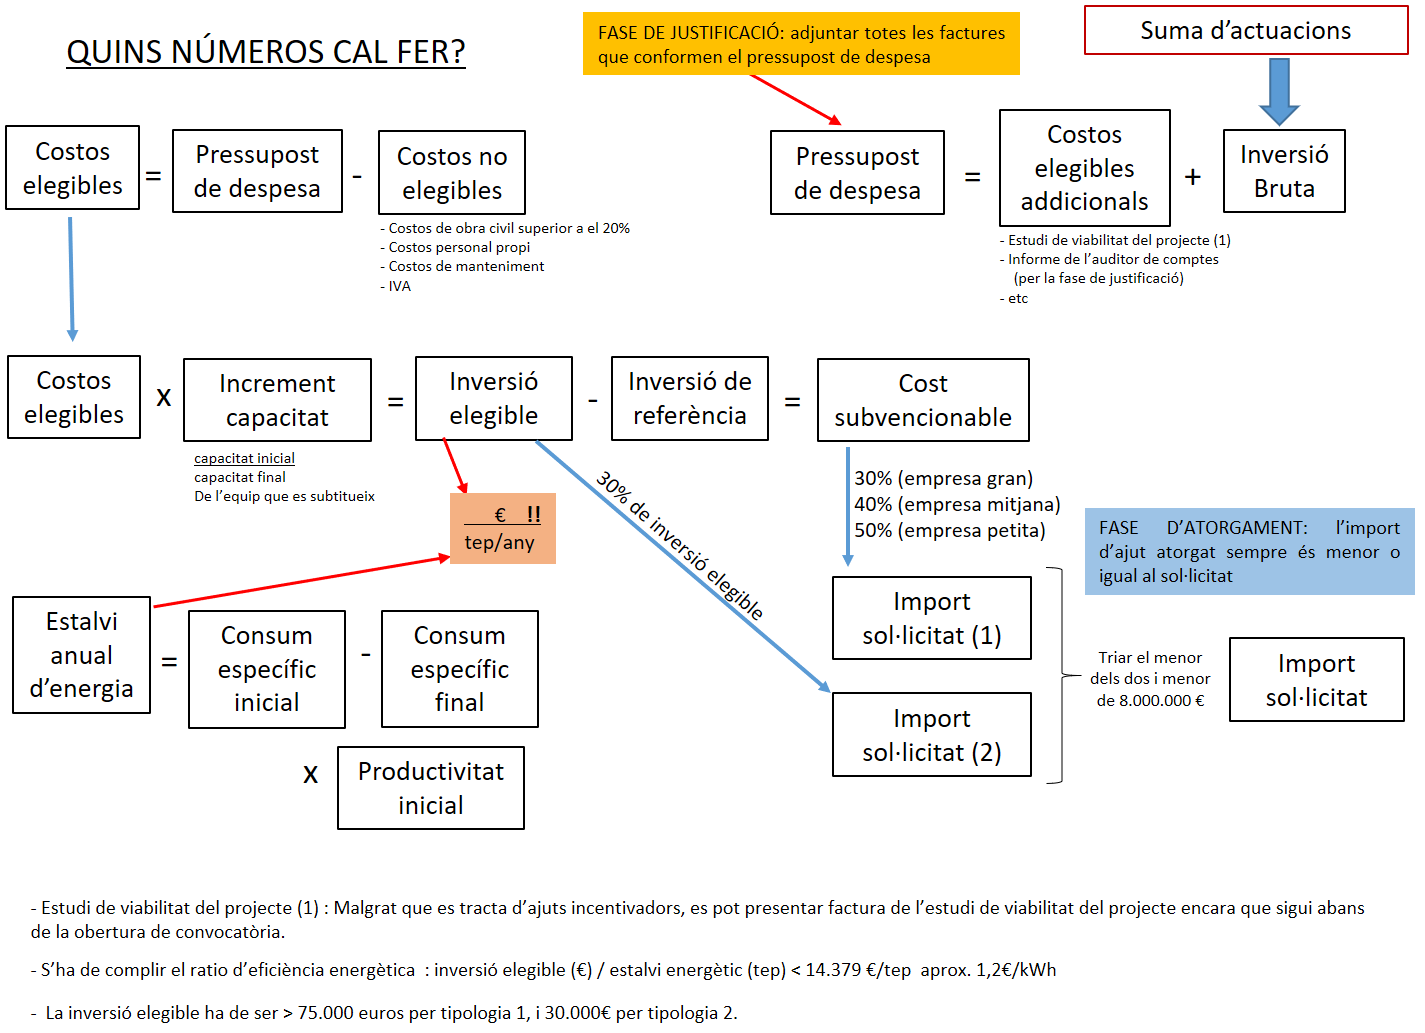 QUINS NÚMEROS CAL FER?
FASE DE JUSTIFICACIÓ: adjuntar totes les factures
que conformen el pressupost de despesa
Suma d'actuacions
Costos
elegibles
=
Pressupost
de despesa
-
Costos no
elegibles
- Costos de obra civil superior a el 20%
- Costos personal propi
- Costos de manteniment
- IVA
Pressupost
de despesa
=
Costos
elegibles
addicionals
+
Inversió
Bruta
- Estudi de viabilitat del projecte (1)
- Informe de l'auditor de comptes
(per la fase de justificació)
- etc
Costos
elegibles
x
Increment
capacitat
=
Inversió
elegible
-
Inversió de
referència
=
Cost
subvencionable
capacitat inicial
capacitat final
De l'equip que es subtitueix
€ !!
tep/any
30% de inversió elegible
30% (empresa gran)
40% (empresa mitjana)
50% (empresa petita)
FASE D'ATORGAMENT: l'import
d'ajut atorgat sempre és menor o
igual al sol·licitat
Estalvi
anual
d'energia
=
Consum
específic
inicial
-
Consum
específic
final
x
Productivitat
inicial
Import
sol·licitat (1)
Import
sol·licitat (2)
Triar el menor
dels dos i menor
de 8.000.000 €
Import
sol·licitat
- Estudi de viabilitat del projecte (1) : Malgrat que es tracta d'ajuts incentivadors, es pot presentar factura de l'estudi de viabilitat del projecte encara que sigui abans
de la obertura de convocatòria.
- S'ha de complir el ratio d'eficiència energètica : inversió elegible (€) / estalvi energètic (tep) < 14.379 €/tep aprox. 1,2€/kWh
- La inversió elegible ha de ser > 75.000 euros per tipologia 1, i 30.000€ per tipologia 2.